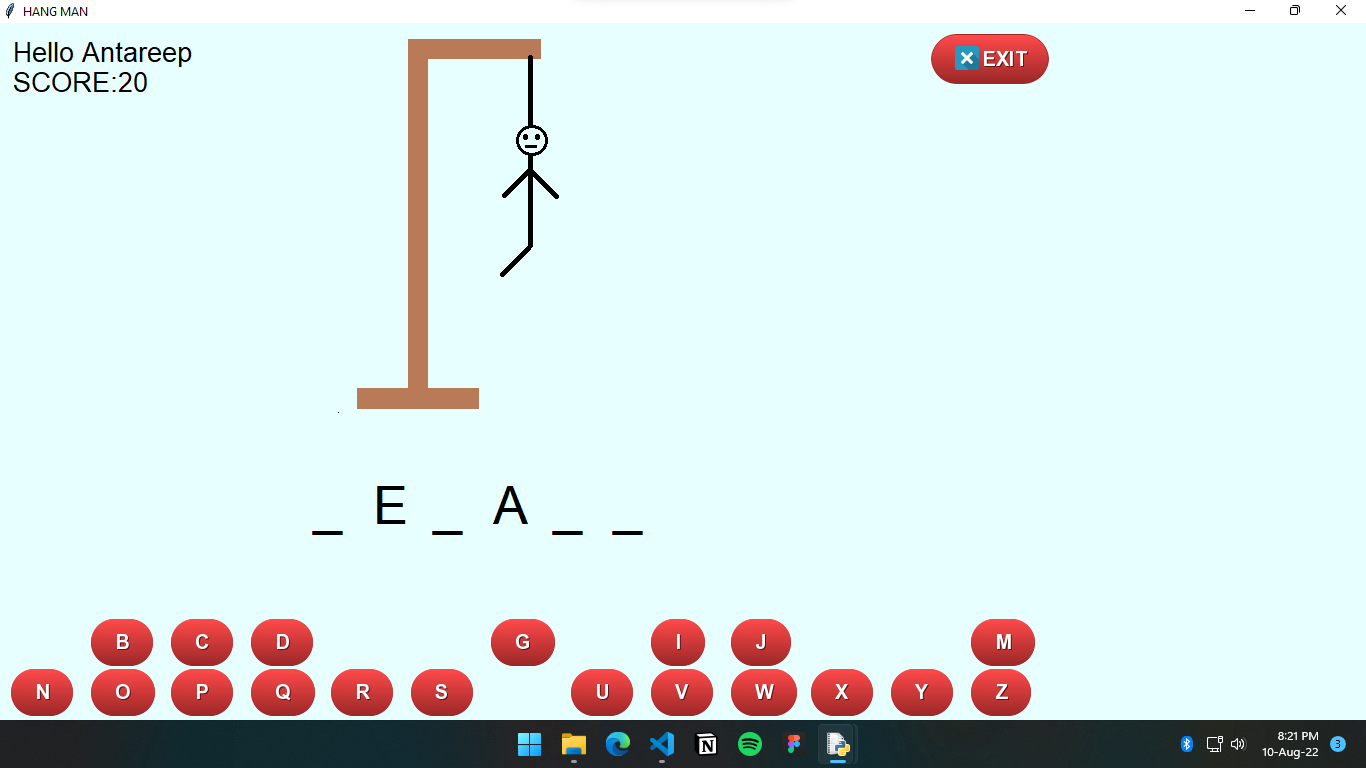 HANG MAN
Hello Antareep
SCORE:20
EXIT
_ E _ A _ _
B C D G I J M
N O P Q R S U V W X Y Z
8:21 PM
10-Aug-22
3